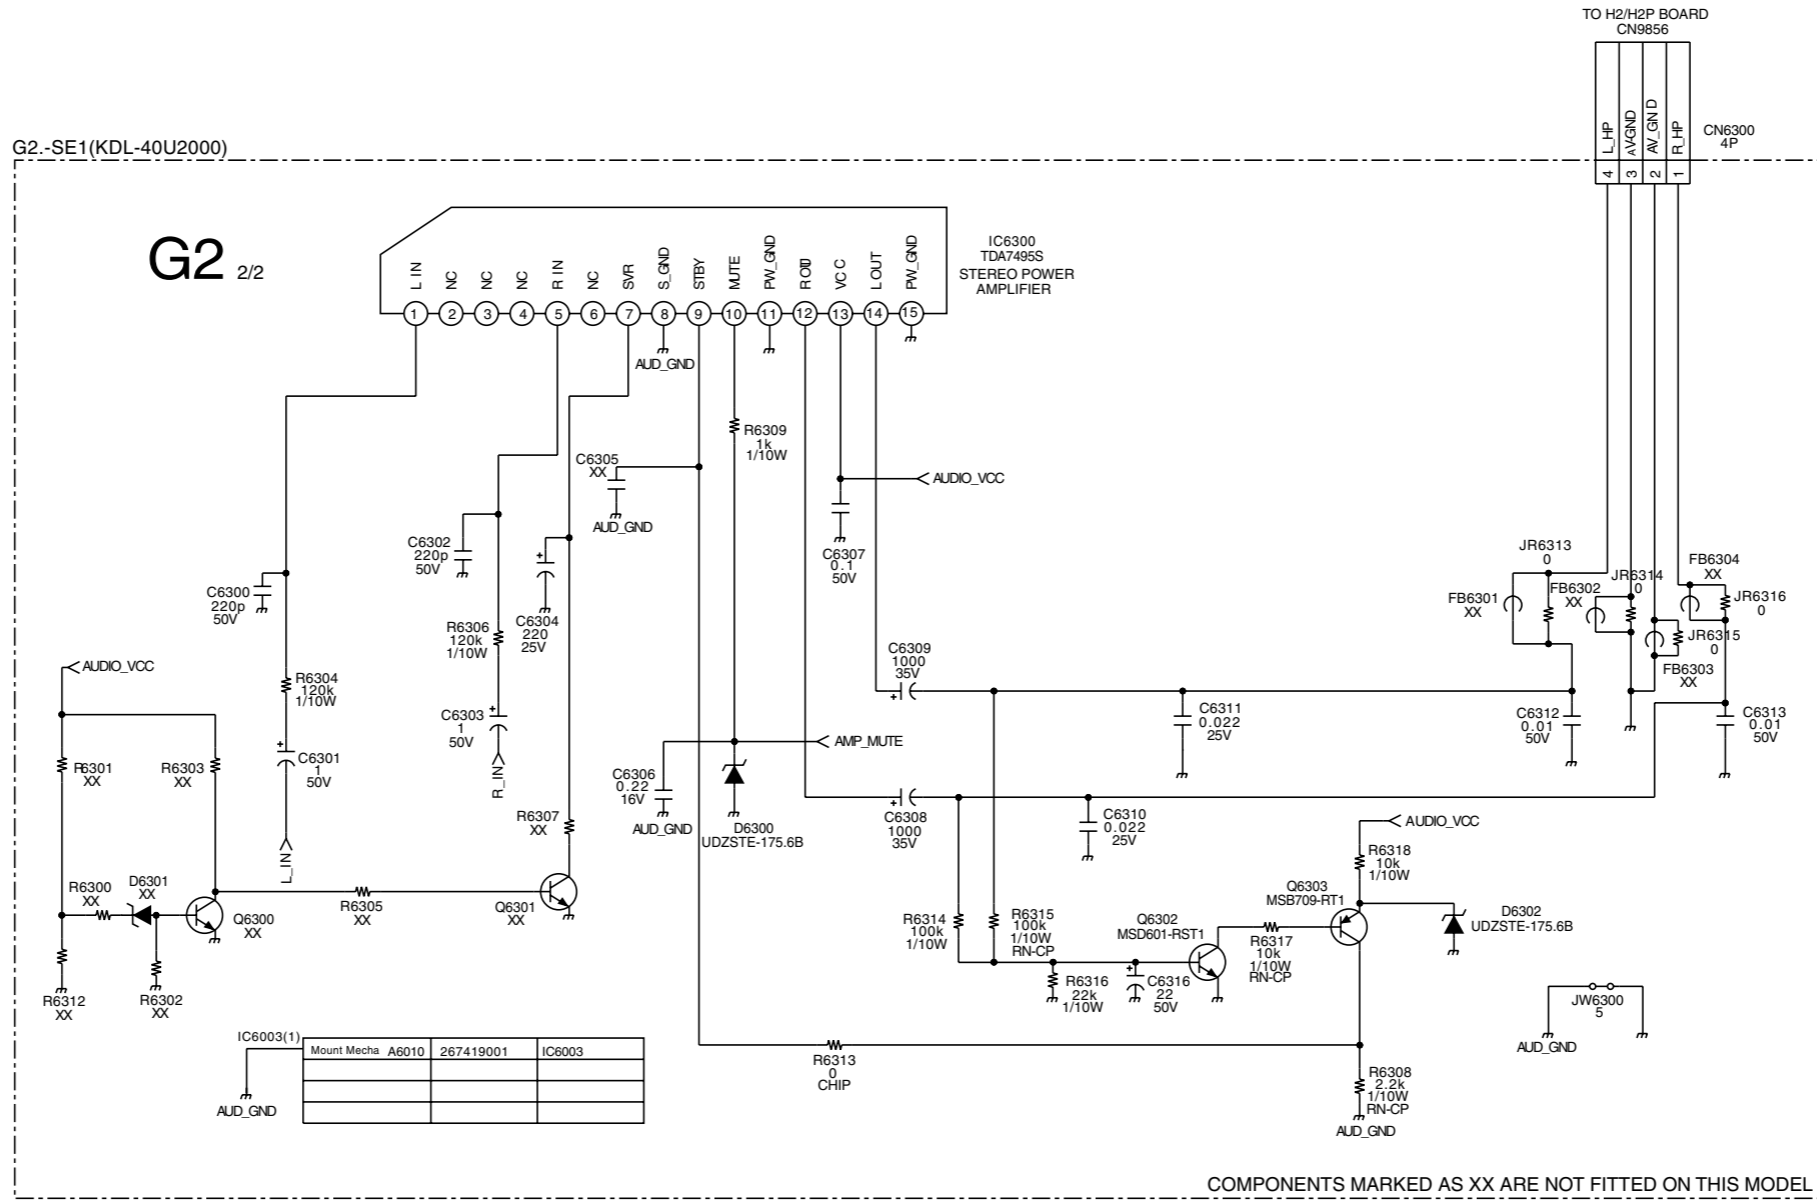 TO H2/H2P BOARD
CN9856
L_HP
AV-GND
AV_GN D
R_HP
CN6300
4P
4
3
2
1
G2.-SE1(KDL-40U2000)
G2 2/2
L IN
NC
NC
NC
R IN
NC
SVR
S_GND
STBY
MUTE
PW_GND
VC C
L OUT
PW_GND
IC6300
TDA7495S
STEREO POWER
AMPLIFIER
1 2 3 4 5 6 7 8 9 10 11 12 13 14 15
AUD_GND
R6309
1k
1/10W
C6305
XX
AUD_GND
AUDIO_VCC
C6307
0.1
50V
C6302
220p
50V
C6300
220p
50V
C6304
220
25V
R6306
120k
1/10W
JR6313
0
FB6301
XX
FB6302
XX
JR6314
0
FB6304
XX
JR6316
0
JR6315
0
FB6303
XX
AUDIO_VCC
R6304
120k
1/10W
C6309
1000
35V
C6303
1
50V
R_IN
C6311
0.022
25V
C6312
0.01
50V
C6313
0.01
50V
R6301
XX
R6303
XX
C6301
1
50V
L_IN
AMP_MUTE
C6306
0.22
16V
AUD_GND
D6300
UDZSTE-175.6B
R6307
XX
C6308
1000
35V
C6310
0.022
25V
AUDIO_VCC
R6318
10k
1/10W
R6300
XX
D6301
XX
Q6300
XX
R6305
XX
Q6301
XX
R6314
100k
1/10W
R6315
100k
1/10W
RN-CP
Q6302
MSD601-RST1
Q6303
MSB709-RT1
R6317
10k
1/10W
RN-CP
D6302
UDZSTE-175.6B
R6312
XX
R6302
XX
R6316
22k
1/10W
C6316
22
50V
JW6300
5
AUD_GND
IC6003(1)
Mount Mecha A6010 267419001 IC6003
AUD_GND
R6313
0
CHIP
R6308
2.2k
1/10W
RN-CP
AUD_GND
COMPONENTS MARKED AS XX ARE NOT FITTED ON THIS MODEL